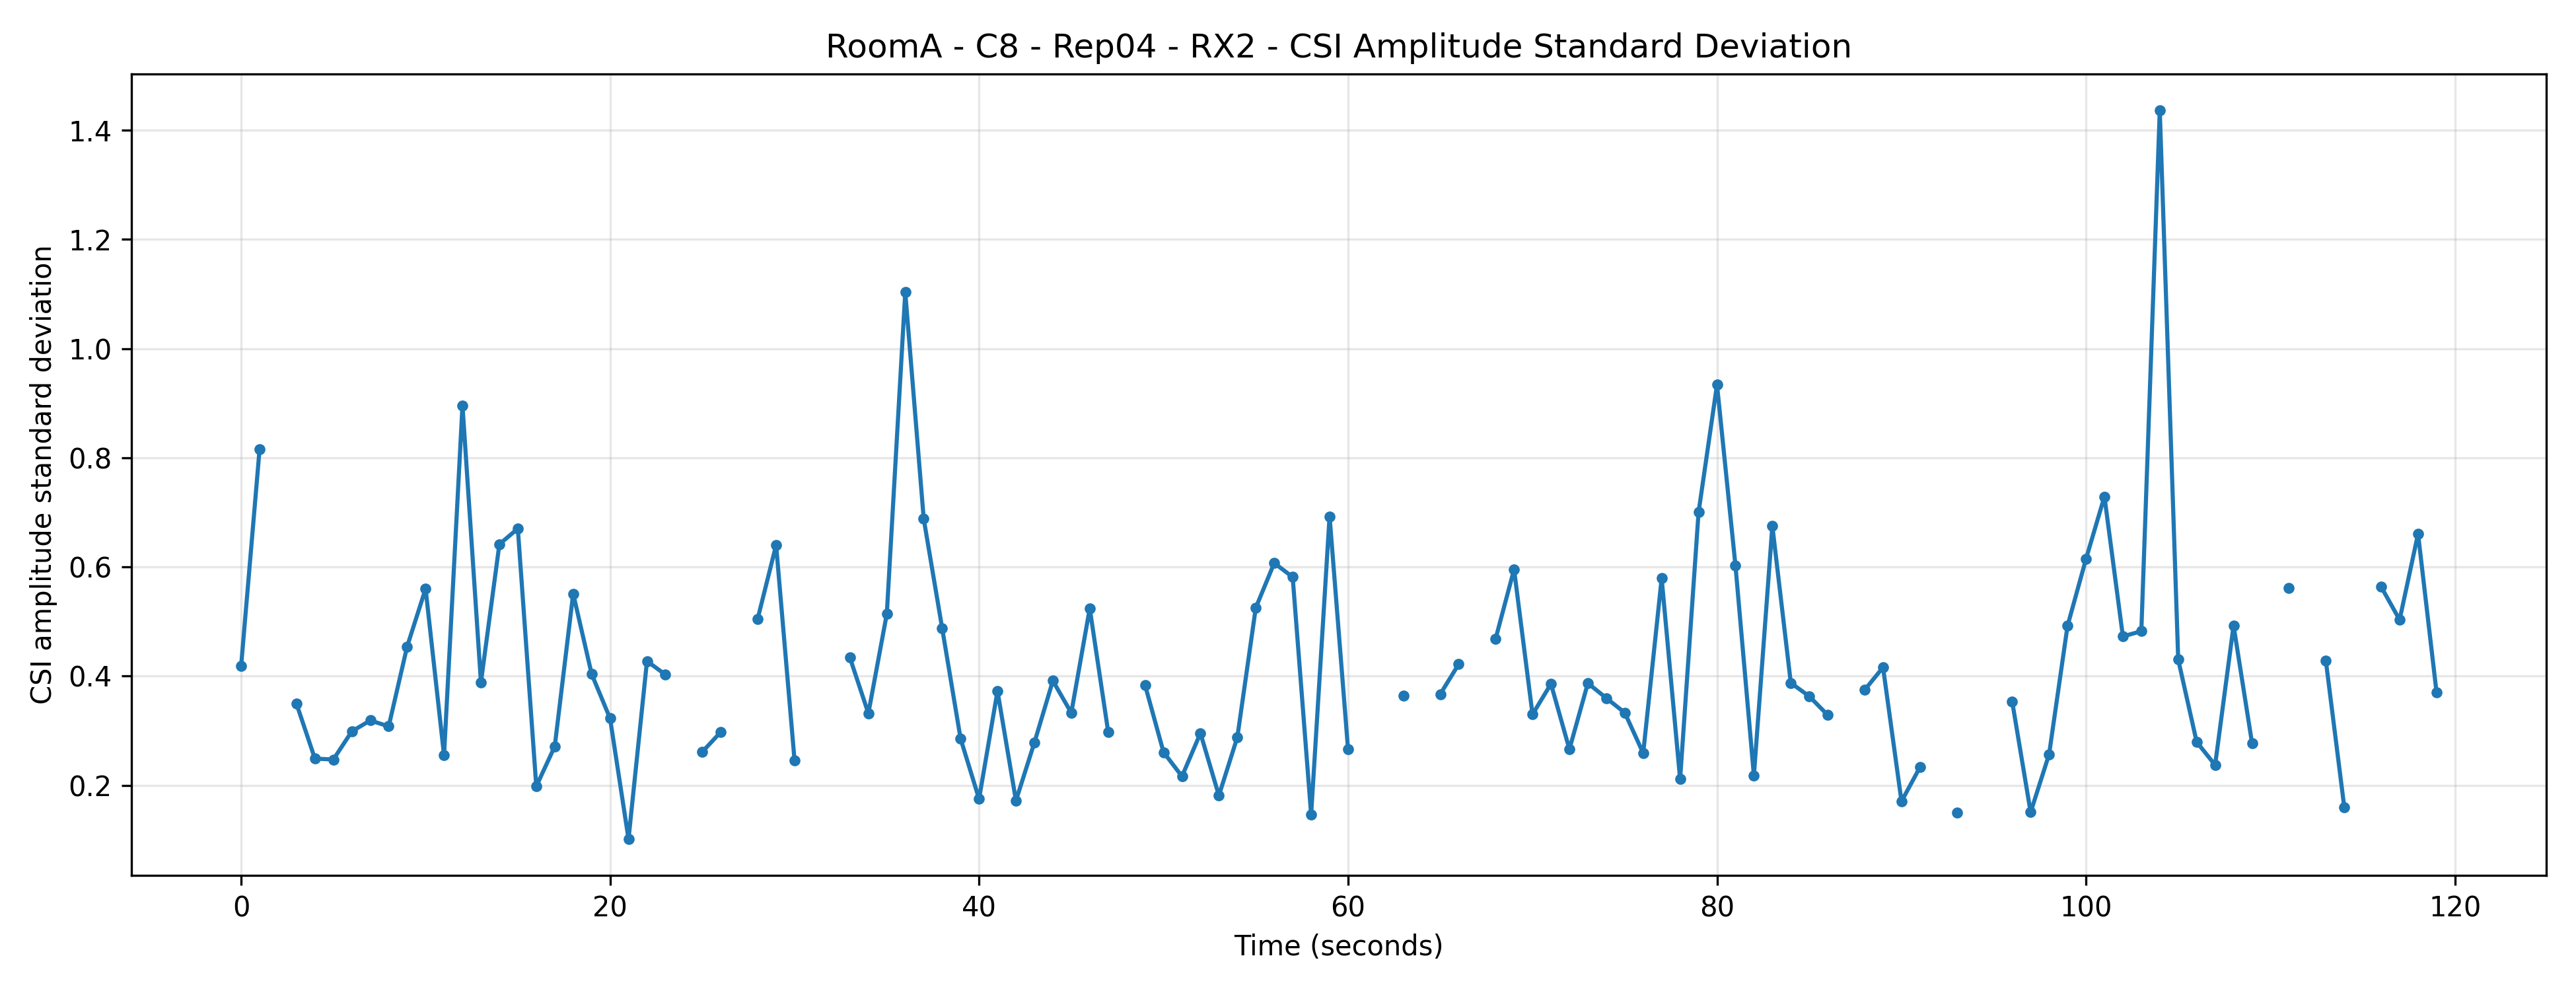 RoomA - C8 - Rep04 - RX2 - CSI Amplitude Standard Deviation
CSI amplitude standard deviation
1.4
1.2
1.0
0.8
0.6
0.4
0.2
0 20 40 60 80 100 120
Time (seconds)